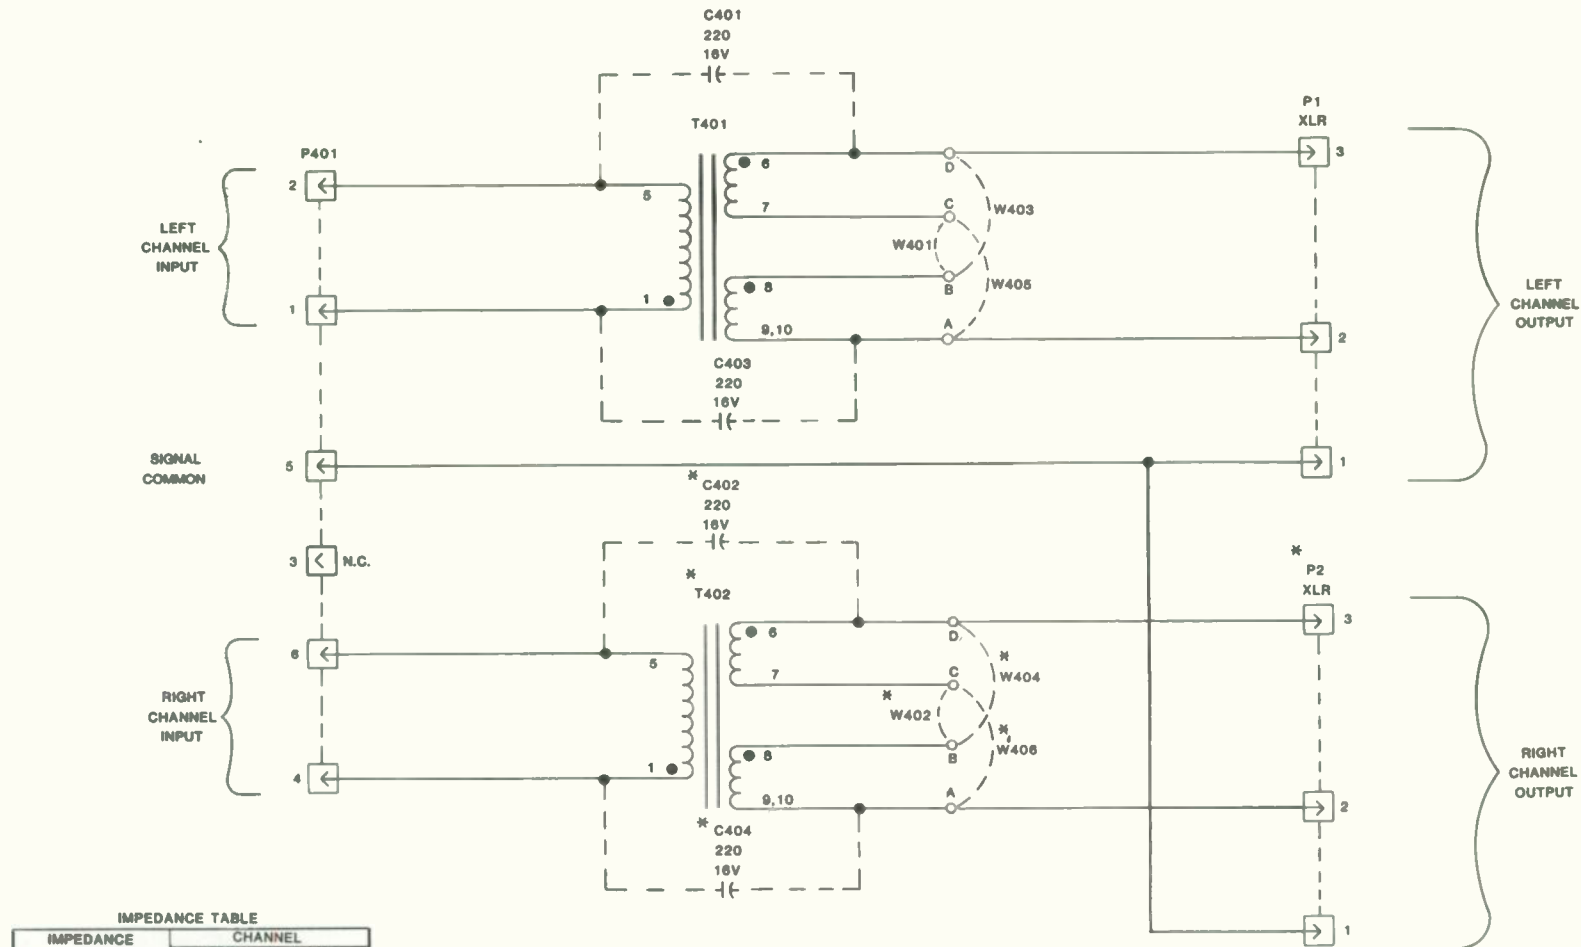 C401
220
16V
T401
P401
2
1
LEFT
CHANNEL
INPUT
5
1
6
7
8
9,10
D
C
B
A
W403
W401
W405
P1
XLR
3
2
1
LEFT
CHANNEL
OUTPUT
C403
220
16V
SIGNAL
COMMON
5
3
N.C.
* C402
220
16V
*
T402
6
4
RIGHT
CHANNEL
INPUT
5
1
6
7
8
9,10
D
C
B
A
*
W404
*
W402
*
W406
*
P2
XLR
3
2
1
RIGHT
CHANNEL
OUTPUT
* C404
220
16V
IMPEDANCE TABLE
IMPEDANCE CHANNEL